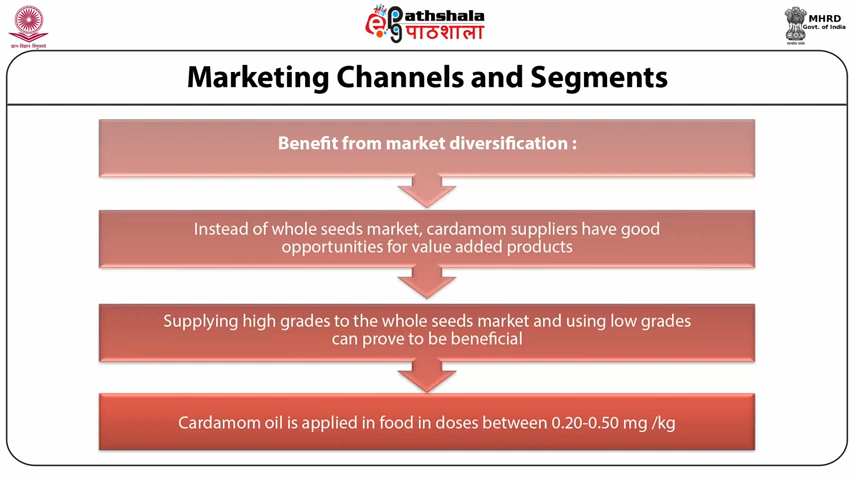 ज्ञान-विज्ञान विमुक्तये
ePathshala
पाठशाला
MHRD
Govt. of India
Marketing Channels and Segments
Benefit from market diversification :
Instead of whole seeds market, cardamom suppliers have good
opportunities for value added products
Supplying high grades to the whole seeds market and using low grades
can prove to be beneficial
Cardamom oil is applied in food in doses between 0.20-0.50 mg /kg